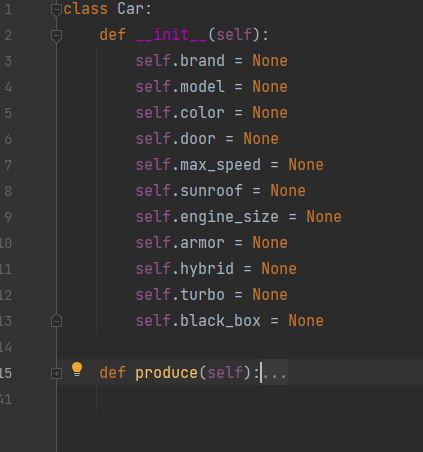 1 class Car:
2     def __init__(self):
3         self.brand = None
4         self.model = None
5         self.color = None
6         self.door = None
7         self.max_speed = None
8         self.sunroof = None
9         self.engine_size = None
10         self.armor = None
11         self.hybrid = None
12         self.turbo = None
13         self.black_box = None
14
15     def produce(self):...
41